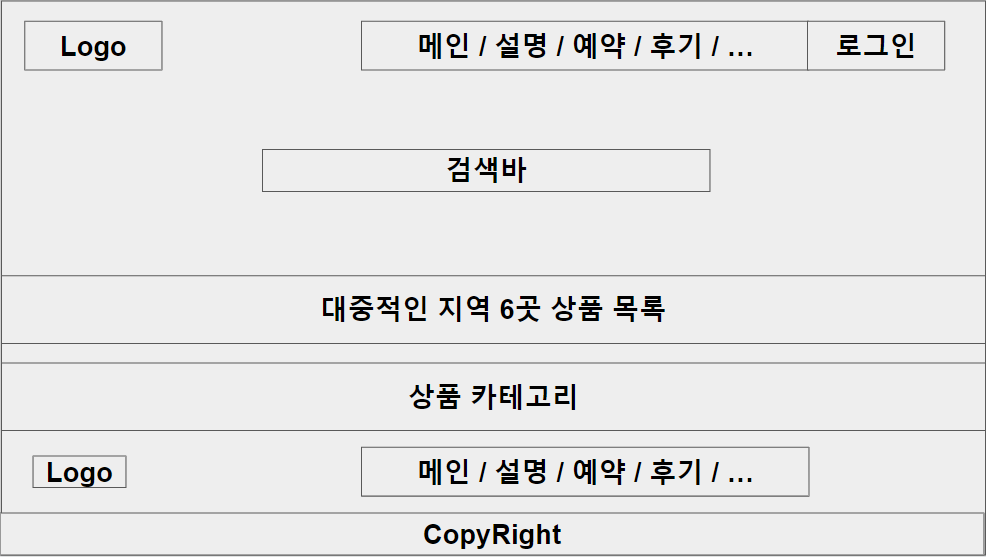 Logo
메인 / 설명 / 예약 / 후기 / ...
로그인
검색바
대중적인 지역 6곳 상품 목록
상품 카테고리
Logo
메인 / 설명 / 예약 / 후기 / ...
CopyRight